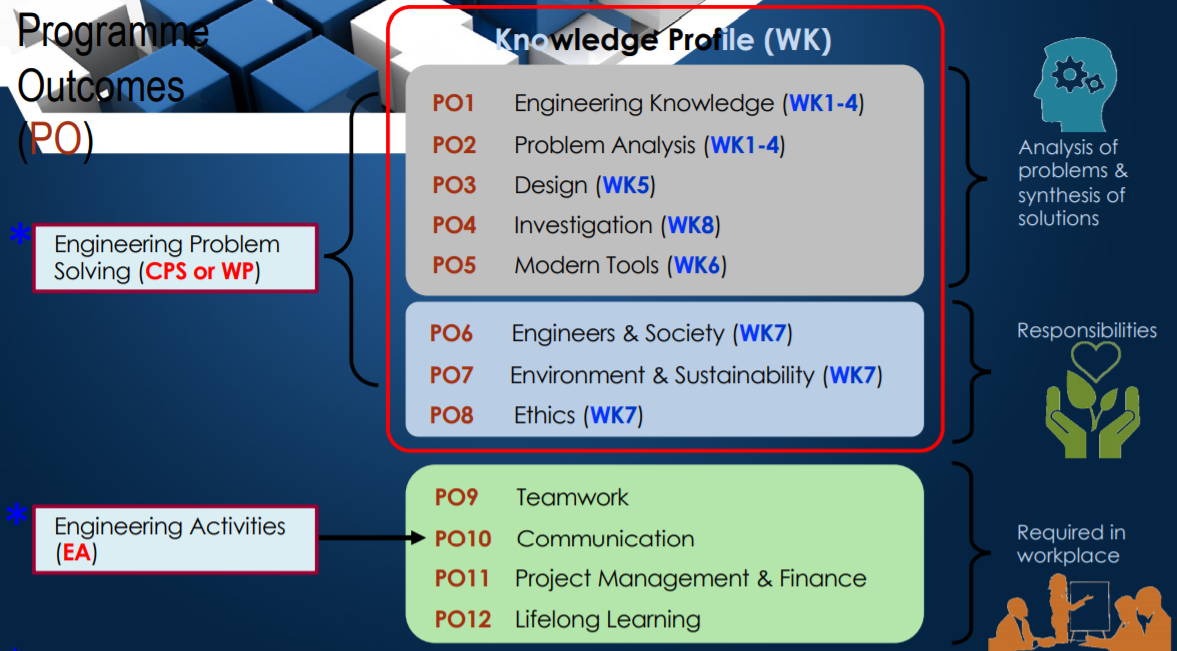 Programme
Outcomes
(PO)
Knowledge Profile (WK)
PO1 Engineering Knowledge (WK1-4)
PO2 Problem Analysis (WK1-4)
PO3 Design (WK5)
PO4 Investigation (WK8)
PO5 Modern Tools (WK6)
Analysis of
problems &
synthesis of
solutions
* Engineering Problem
Solving (CPS or WP)
PO6 Engineers & Society (WK7)
PO7 Environment & Sustainability (WK7)
PO8 Ethics (WK7)
Responsibilities
* Engineering Activities
(EA)
PO9 Teamwork
PO10 Communication
PO11 Project Management & Finance
PO12 Lifelong Learning
Required in
workplace